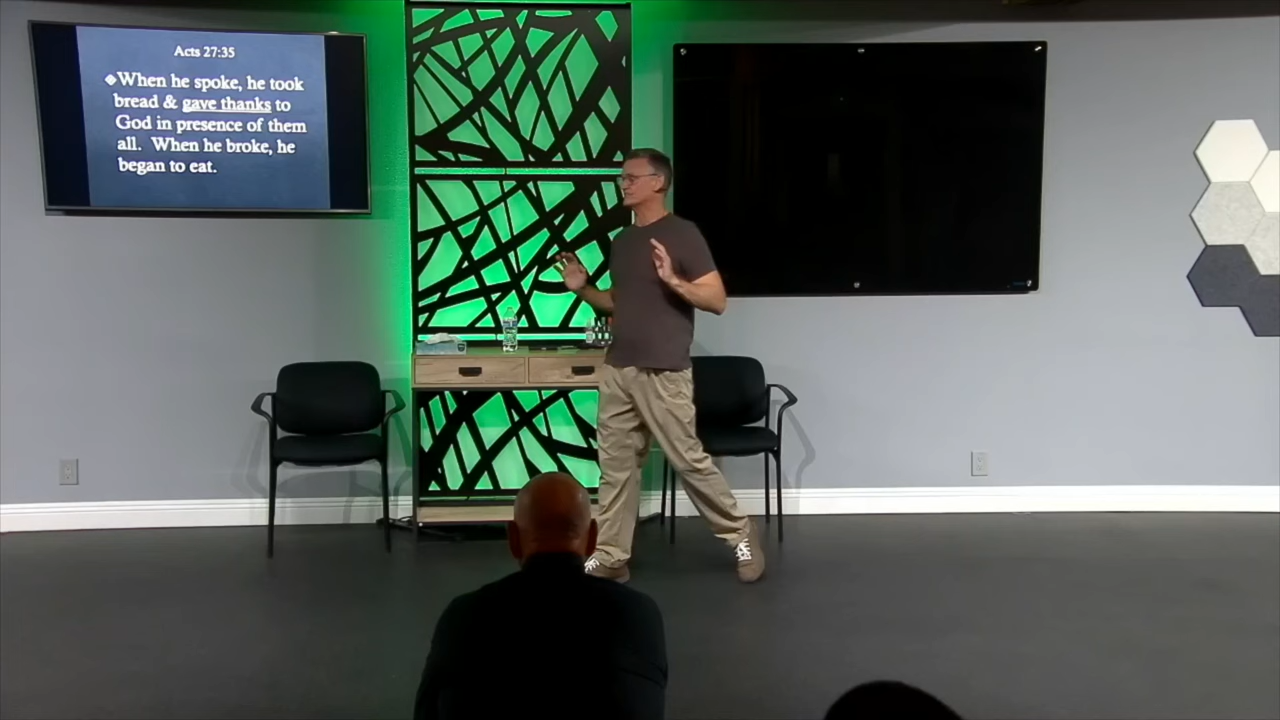 Acts 27:35
❖When he spoke, he took
bread & gave thanks to
God in presence of them
all. When he broke, he
began to eat.